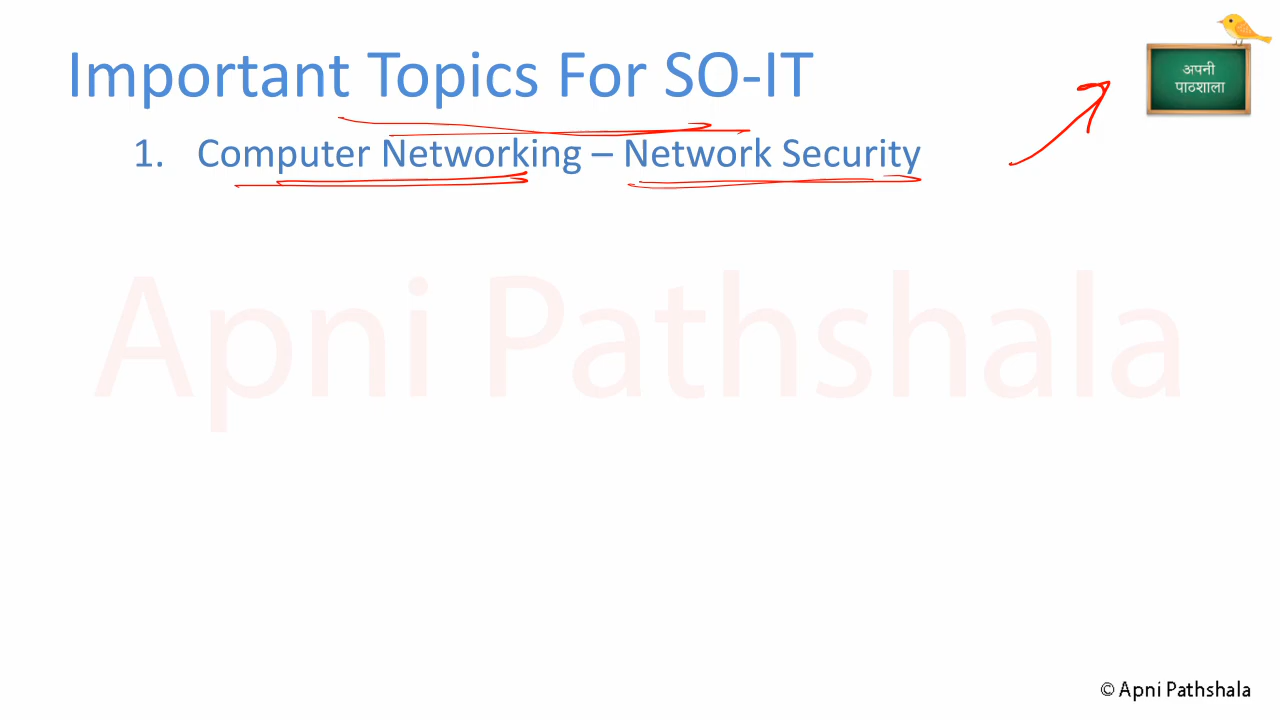 Important Topics For SO-IT
अपनी
पाठशाला
1. Computer Networking – Network Security
Apni Pathshala
© Apni Pathshala